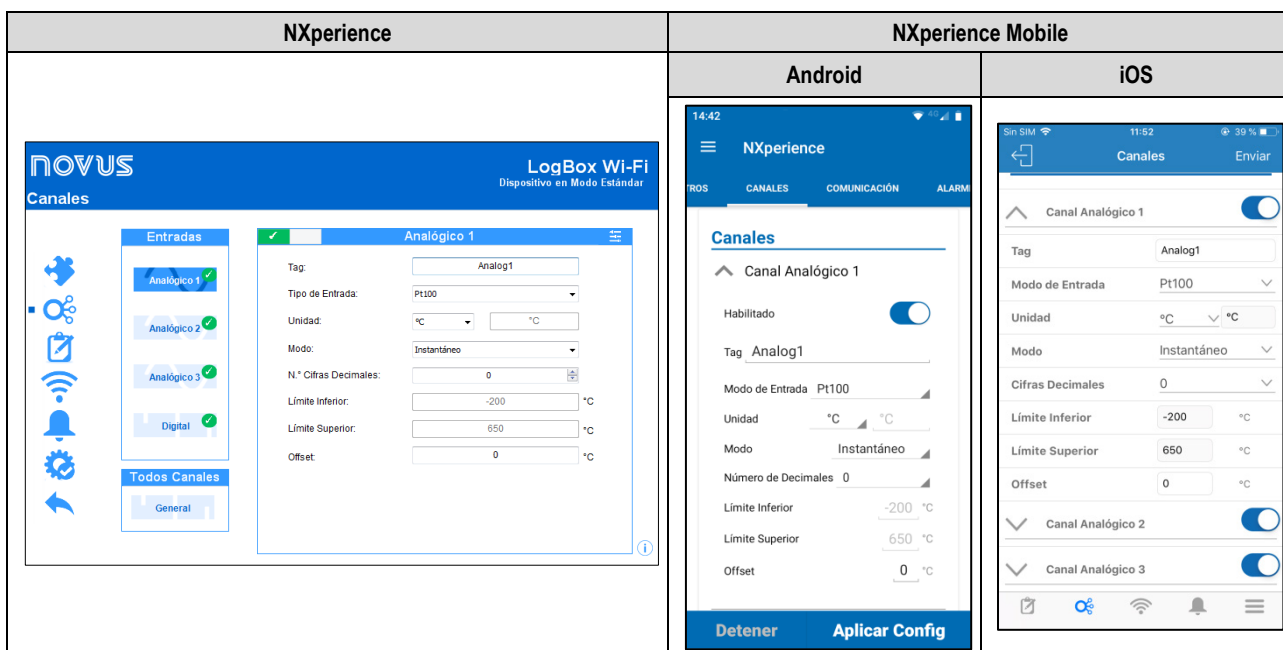 NXperience
NXperience Mobile
Android
iOS
NOVUS
LogBox Wi-Fi
Dispositivo en Modo Estándar
Canales
Entradas
Analógico 1
Analógico 2
Analógico 3
Digital
Todos Canales
General
Analógico 1
Tag: Analog1
Tipo de Entrada: Pt100
Unidad: °C °C
Modo: Instantáneo
N.° Cifras Decimales: 0
Límite Inferior: -200 °C
Límite Superior: 650 °C
Offset: 0 °C
14:42 4G
NXperience
ROS CANALES COMUNICACIÓN ALARM
Canales
Canal Analógico 1
Habilitado
Tag Analog1
Modo de Entrada Pt100
Unidad °C °C
Modo Instantáneo
Número de Decimales 0
Límite Inferior -200 °C
Límite Superior 650 °C
Offset 0 °C
Detener Aplicar Config
Sin SIM 11:52 39 %
Canales Enviar
Canal Analógico 1
Tag Analog1
Modo de Entrada Pt100
Unidad °C °C
Modo Instantáneo
Cifras Decimales 0
Límite Inferior -200 °C
Límite Superior 650 °C
Offset 0 °C
Canal Analógico 2
Canal Analógico 3